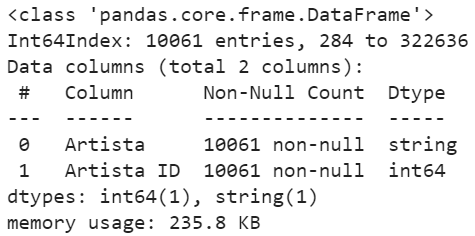 <class 'pandas.core.frame.DataFrame'>
Int64Index: 10061 entries, 284 to 322636
Data columns (total 2 columns):
 #   Column      Non-Null Count  Dtype
---  ------      --------------  -----
 0   Artista     10061 non-null  string
 1   Artista ID  10061 non-null  int64
dtypes: int64(1), string(1)
memory usage: 235.8 KB